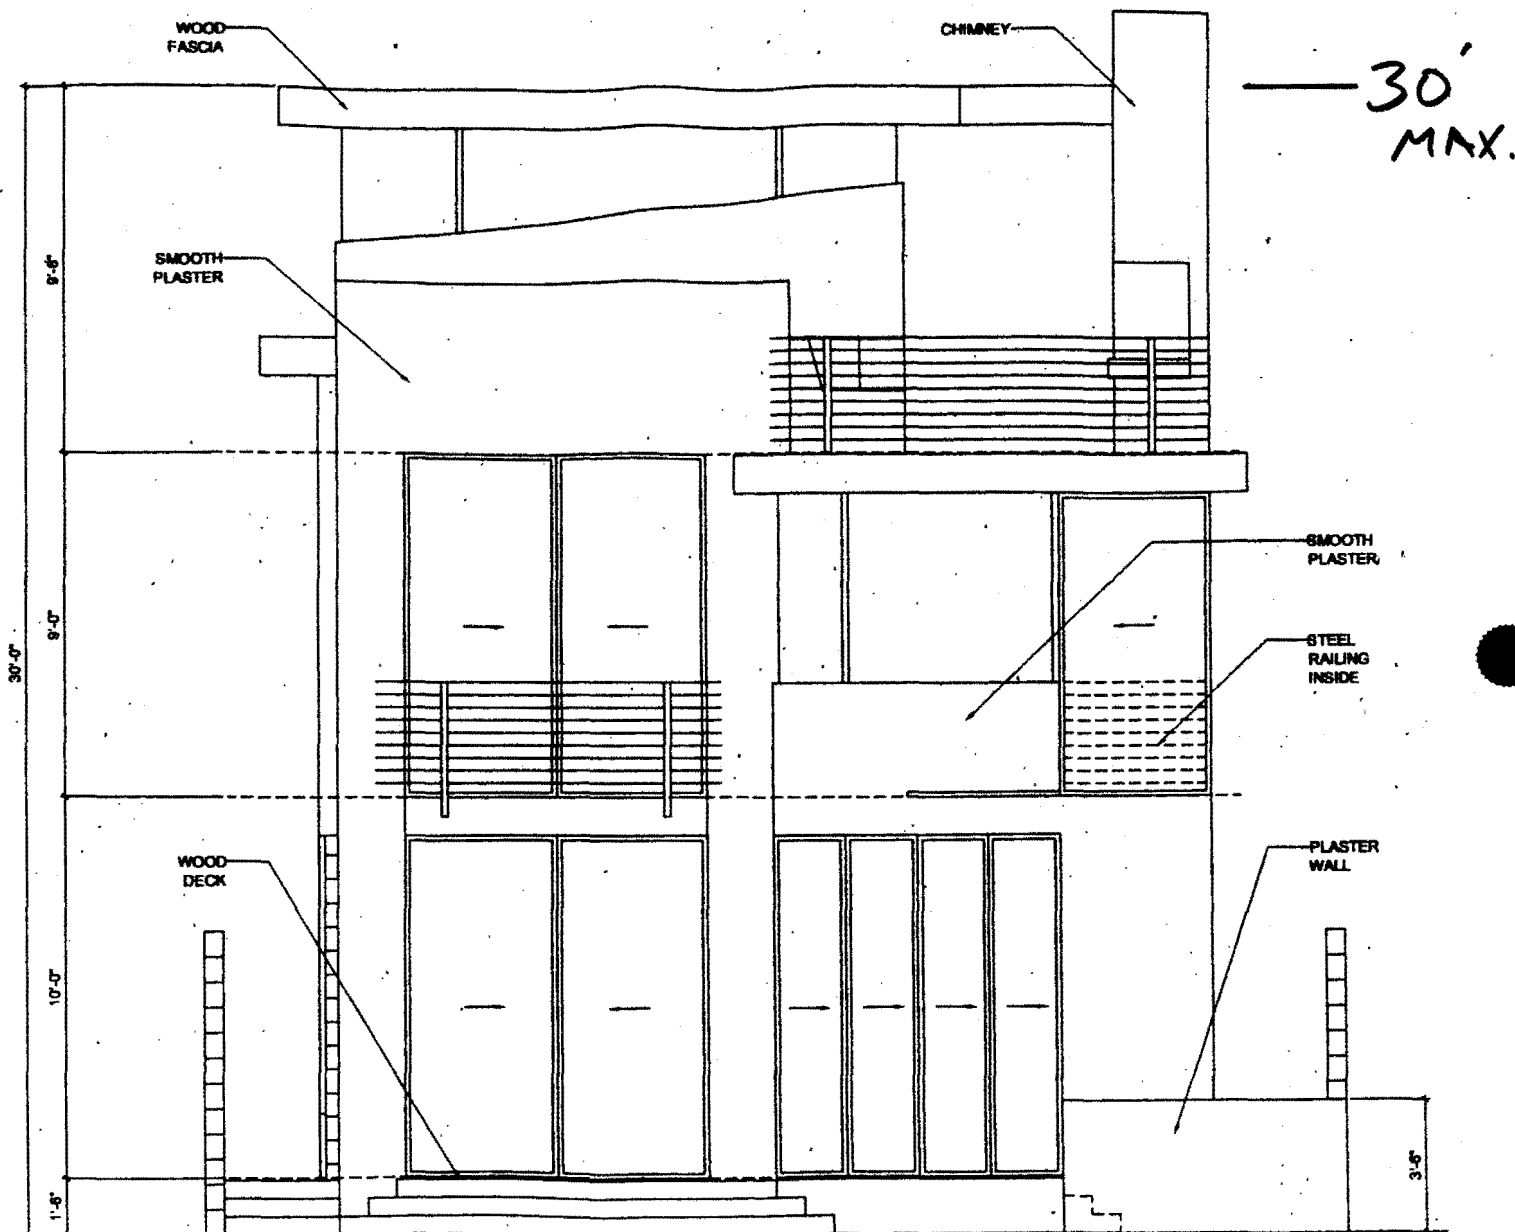 WOOD
FASCIA
CHIMNEY
30'
MAX.
SMOOTH
PLASTER
9'-6"
SMOOTH
PLASTER
9'-0"
STEEL
RAILING
INSIDE
30'-0"
WOOD
DECK
PLASTER
WALL
10'-0"
3'-6"
1'-6"